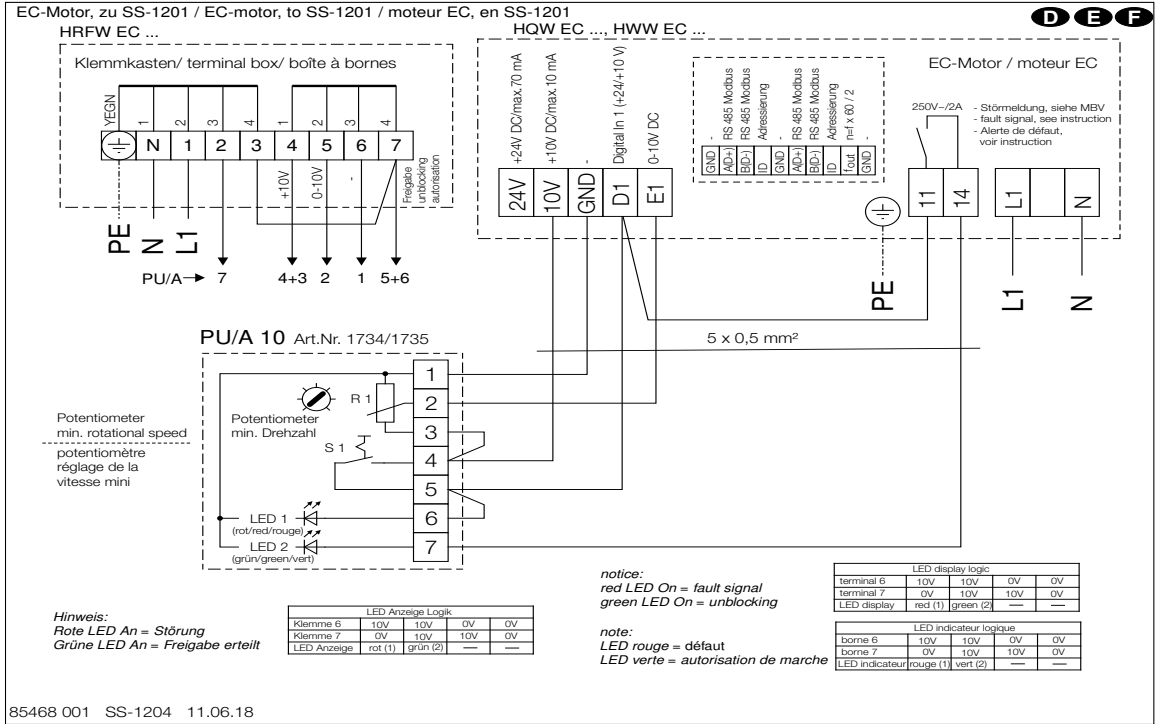 EC-Motor, zu SS-1201 / EC-motor, to SS-1201 / moteur EC, en SS-1201
D E F
HRFW EC ...
Klemmkasten/ terminal box/ boîte à bornes
YEGN 1 2 3 4 1 2 3 4
N 1 2 3 4 5 6 7
+10V
0-10V
-
Freigabe
unblocking
autorisation
PE N L1
PU/A 7 4+3 2 1 5+6
HQW EC ..., HWW EC ...
+24V DC/max.70 mA
+10V DC/max.10 mA
-
Digital In 1 (+24/+10 V)
0-10V DC
24V 10V GND D1 E1
- GND
RS 485 Modbus A(D+)
RS 485 Modbus B(D-)
Adressierung ID
- GND
RS 485 Modbus A(D+)
RS 485 Modbus B(D-)
Adressierung ID
n=f x 60 / 2 fout
- GND
EC-Motor / moteur EC
250V~/2A
- Störmeldung, siehe MBV
- fault signal, see instruction
- Alerte de défaut,
voir instruction
11 14 L1 N
PE L1 N
5 x 0,5 mm²
PU/A 10 Art.Nr. 1734/1735
Potentiometer
min. rotational speed
potentiomètre
réglage de la
vitesse mini
Potentiometer
min. Drehzahl
R 1
S 1
1
2
3
4
5
6
7
LED 1
(rot/red/rouge)
LED 2
(grün/green/vert)
Hinweis:
Rote LED An = Störung
Grüne LED An = Freigabe erteilt
LED Anzeige Logik
Klemme 6 10V 10V 0V 0V
Klemme 7 0V 10V 10V 0V
LED Anzeige rot (1) grün (2) — —
notice:
red LED On = fault signal
green LED On = unblocking
LED display logic
terminal 6 10V 10V 0V 0V
terminal 7 0V 10V 10V 0V
LED display red (1) green (2) — —
note:
LED rouge = défaut
LED verte = autorisation de marche
LED indicateur logique
borne 6 10V 10V 0V 0V
borne 7 0V 10V 10V 0V
LED indicateur rouge (1) vert (2) — —
85468 001 SS-1204 11.06.18